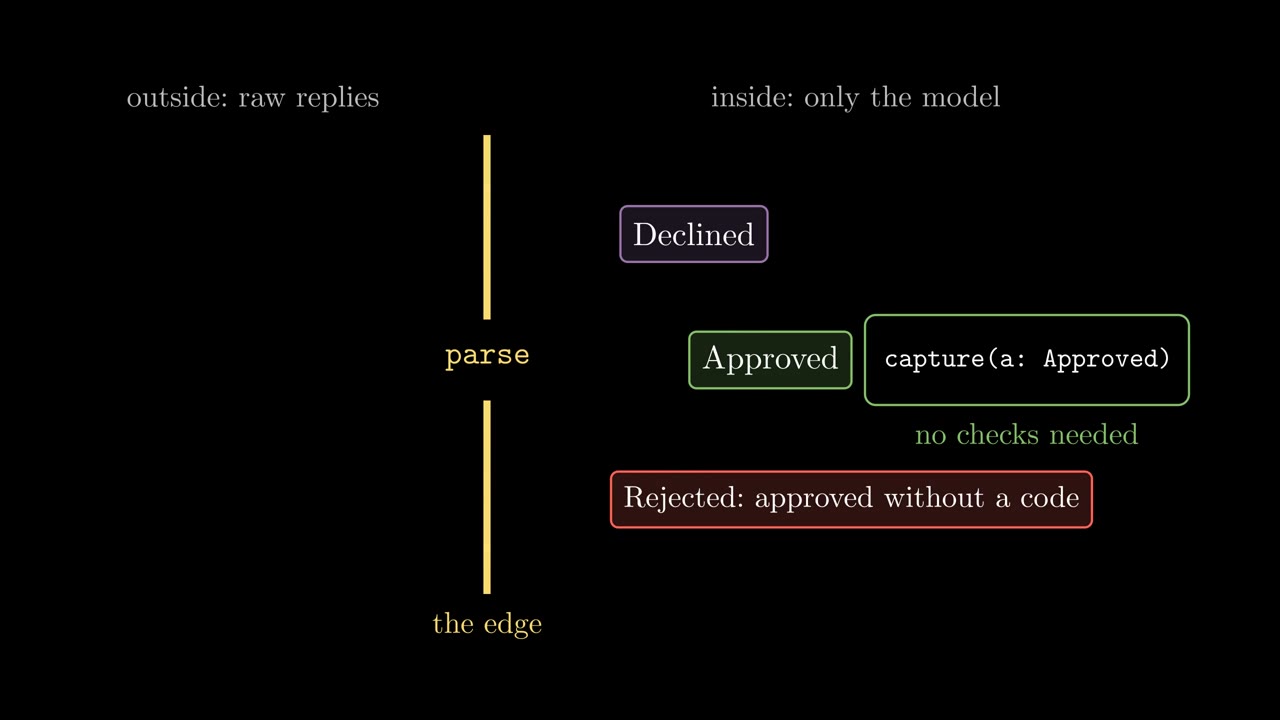 outside: raw replies
inside: only the model
Declined
parse
Approved
capture(a: Approved)
no checks needed
Rejected: approved without a code
the edge